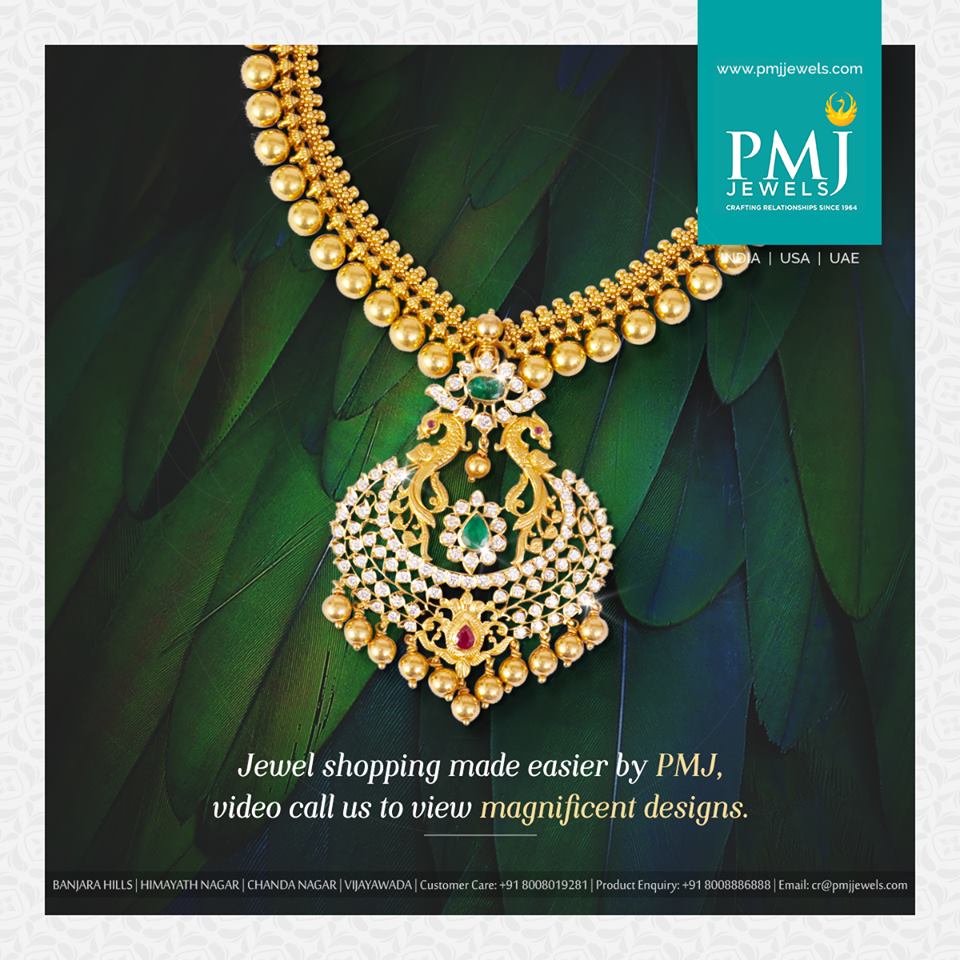 www.pmjjewels.com
PMJ
JEWELS
CRAFTING RELATIONSHIPS SINCE 1964
INDIA | USA | UAE
Jewel shopping made easier by PMJ,
video call us to view magnificent designs.
BANJARA HILLS | HIMAYATH NAGAR | CHANDA NAGAR | VIJAYAWADA | Customer Care: +91 8008019281 | Product Enquiry: +91 8008886888 | Email: cr@pmjjewels.com